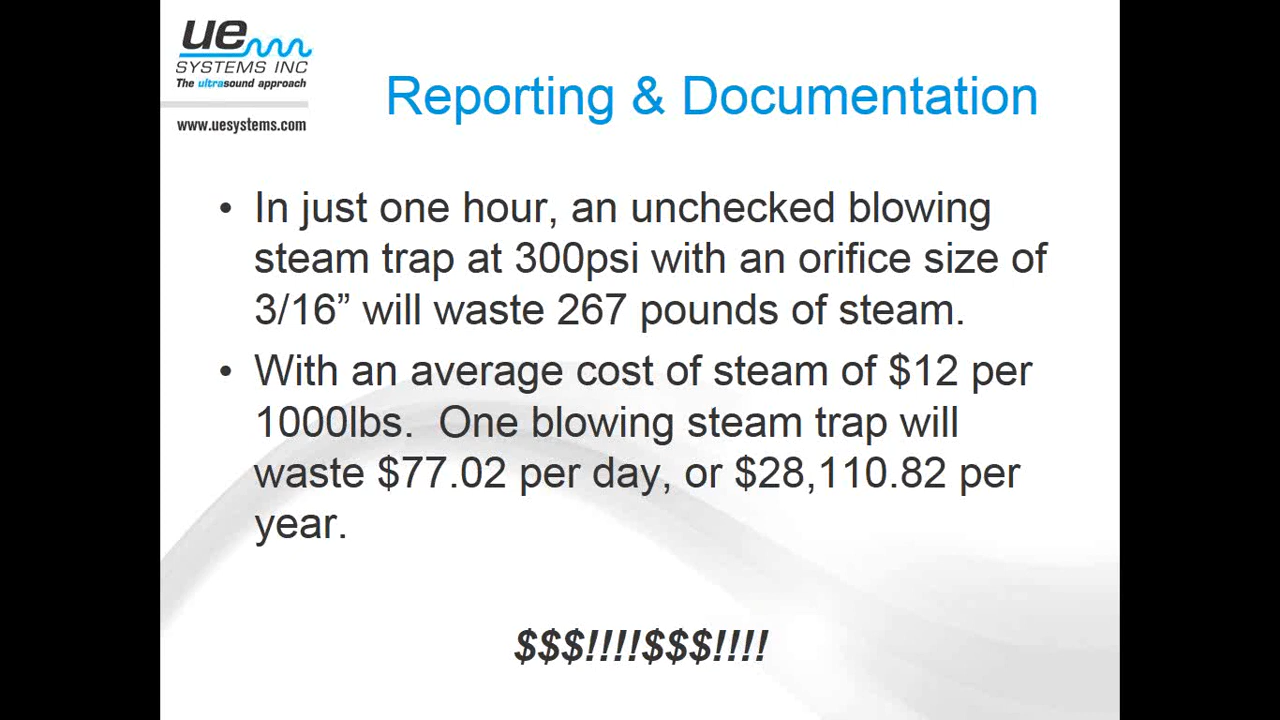 ue
SYSTEMS INC
The ultrasound approach
www.uesystems.com
Reporting & Documentation
• In just one hour, an unchecked blowing
steam trap at 300psi with an orifice size of
3/16” will waste 267 pounds of steam.
• With an average cost of steam of $12 per
1000lbs.  One blowing steam trap will
waste $77.02 per day, or $28,110.82 per
year.
$$$!!!!$$$!!!!